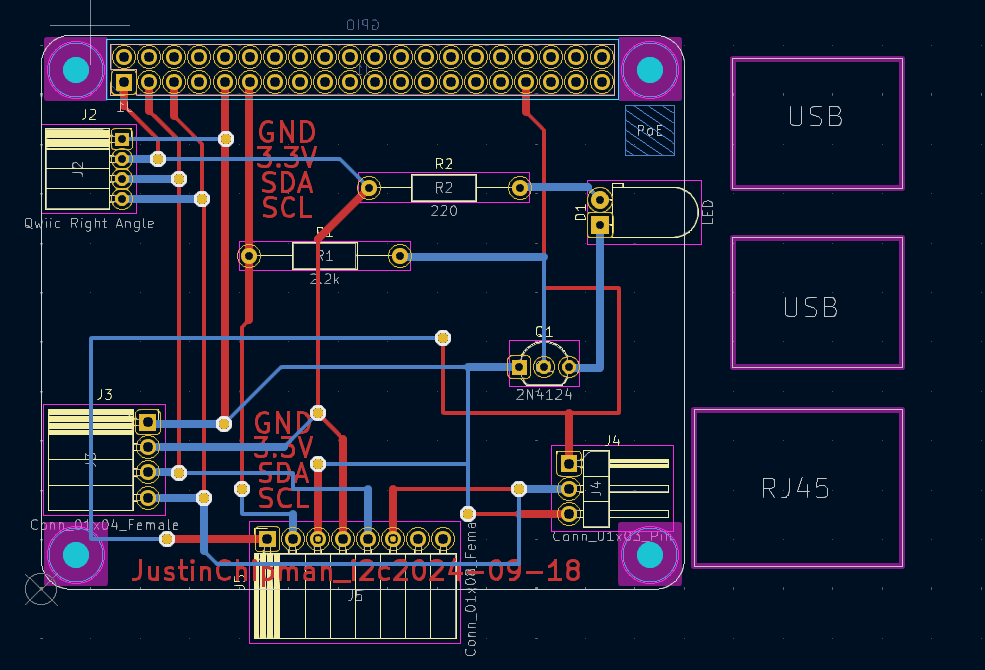 GPIO
1
J2
J2
Qwiic Right Angle
GND
3.3V
SDA
SCL
R2
R2
220
PoE
USB
D1
LED
R1
R1
2.2k
USB
Q1
2N4124
J3
J3
Conn_01x04_Female
GND
3.3V
SDA
SCL
J4
J4
Conn_01x03_Pin
RJ45
JustinChipman_i2c2024-09-18
J5
J5